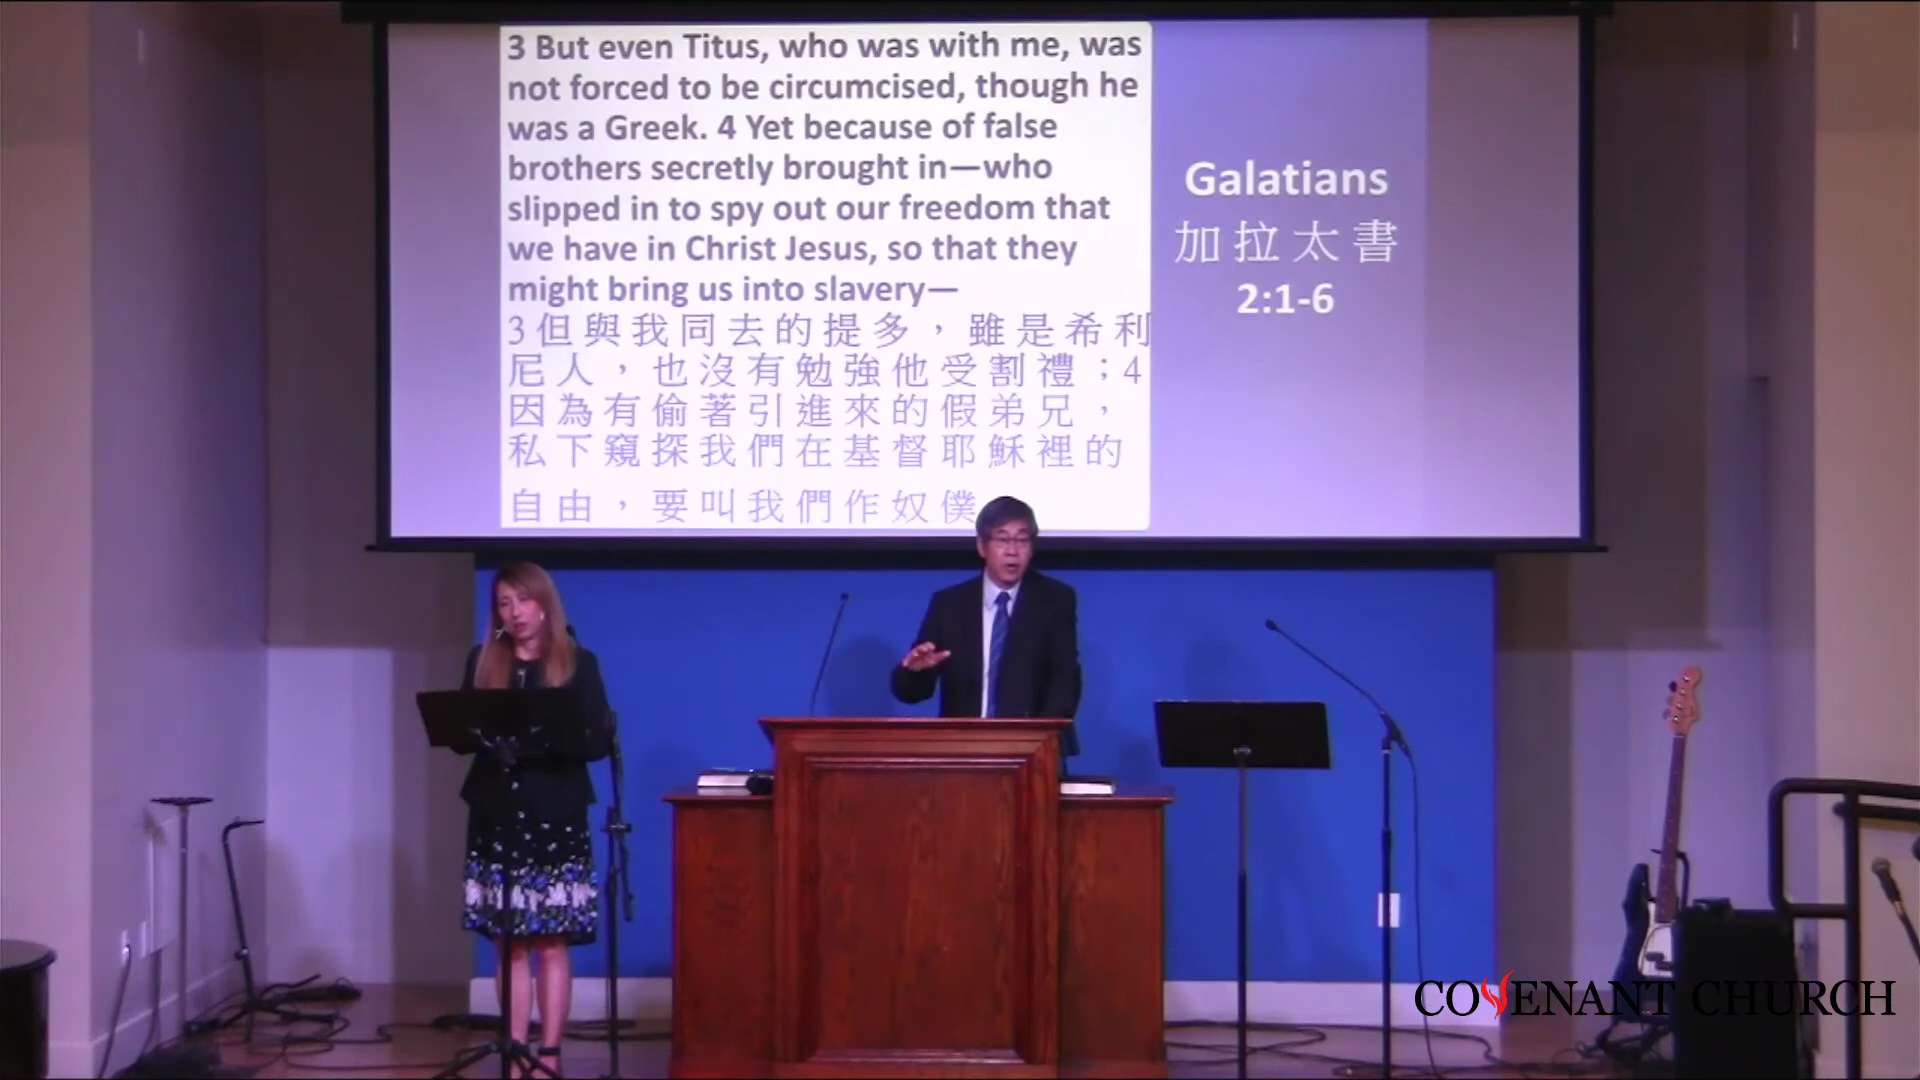 3 But even Titus, who was with me, was
not forced to be circumcised, though he
was a Greek. 4 Yet because of false
brothers secretly brought in—who
slipped in to spy out our freedom that
we have in Christ Jesus, so that they
might bring us into slavery—
3 但與我同去的提多，雖是希利
尼人，也沒有勉強他受割禮；4
因為有偷著引進來的假弟兄，
私下窺探我們在基督耶穌裡的
自由，要叫我們作奴僕
Galatians
加拉太書
2:1-6
COVENANT CHURCH